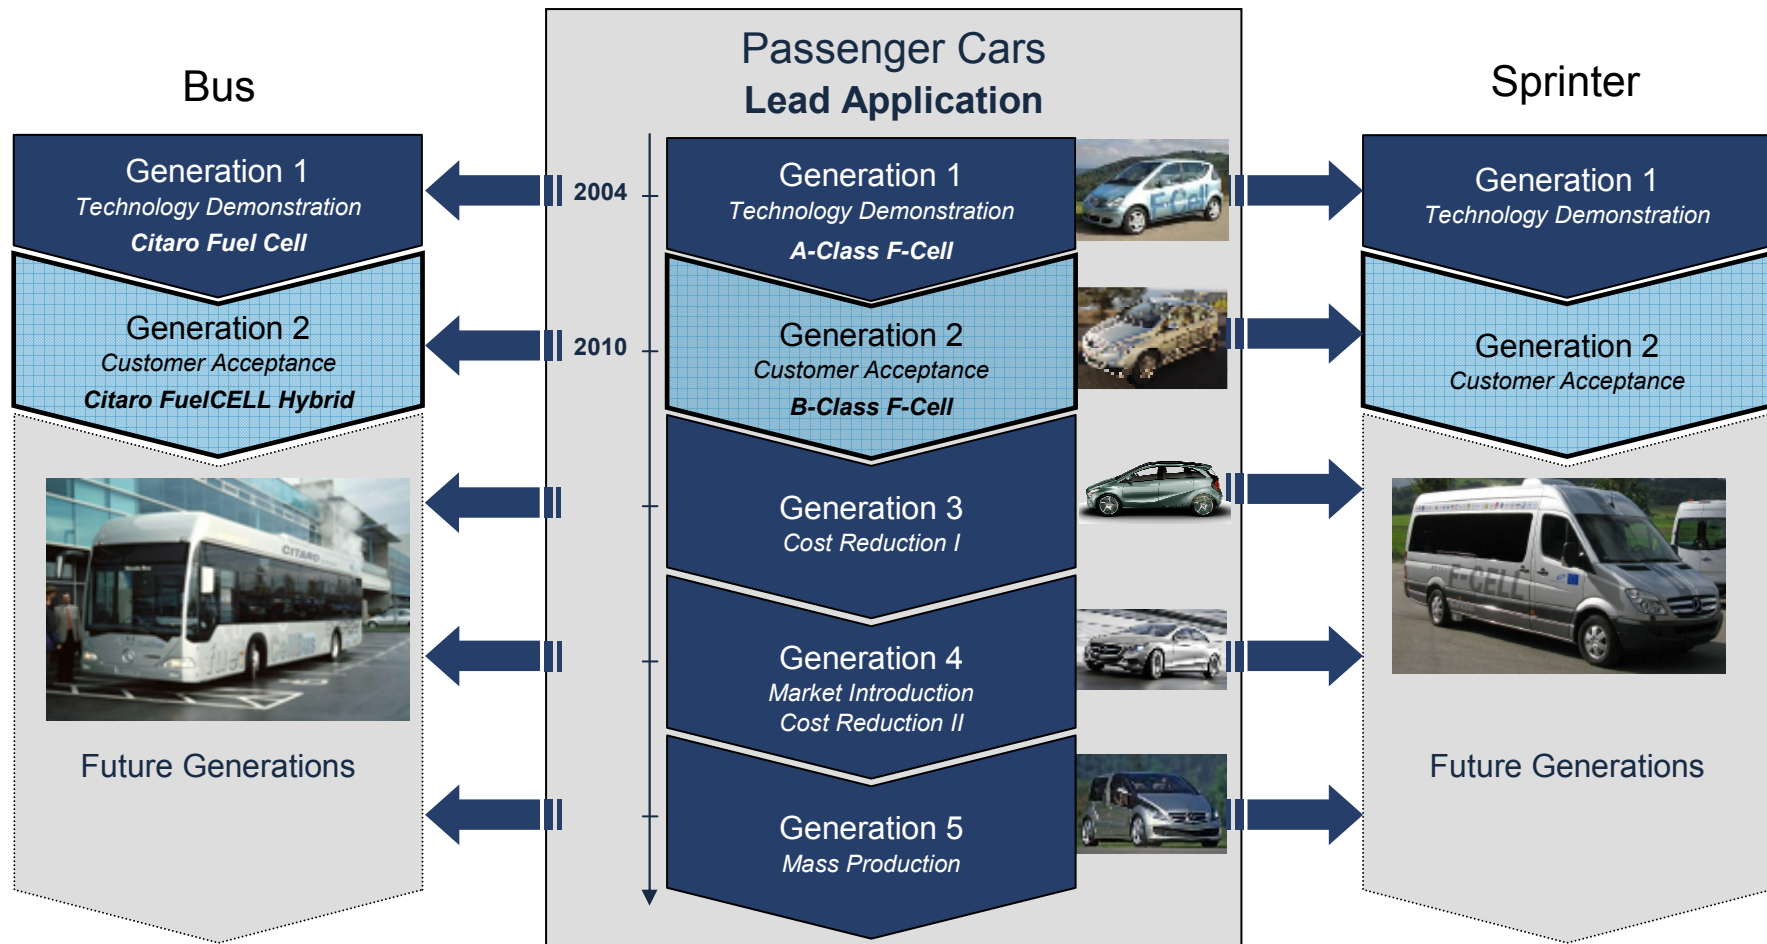 Bus
Generation 1
Technology Demonstration
Citaro Fuel Cell
Generation 2
Customer Acceptance
Citaro FuelCELL Hybrid
CITARO
Future Generations
Passenger Cars
Lead Application
2004
2010
Generation 1
Technology Demonstration
A-Class F-Cell
Generation 2
Customer Acceptance
B-Class F-Cell
Generation 3
Cost Reduction I
Generation 4
Market Introduction
Cost Reduction II
Generation 5
Mass Production
Sprinter
Generation 1
Technology Demonstration
Generation 2
Customer Acceptance
F-CELL
Future Generations